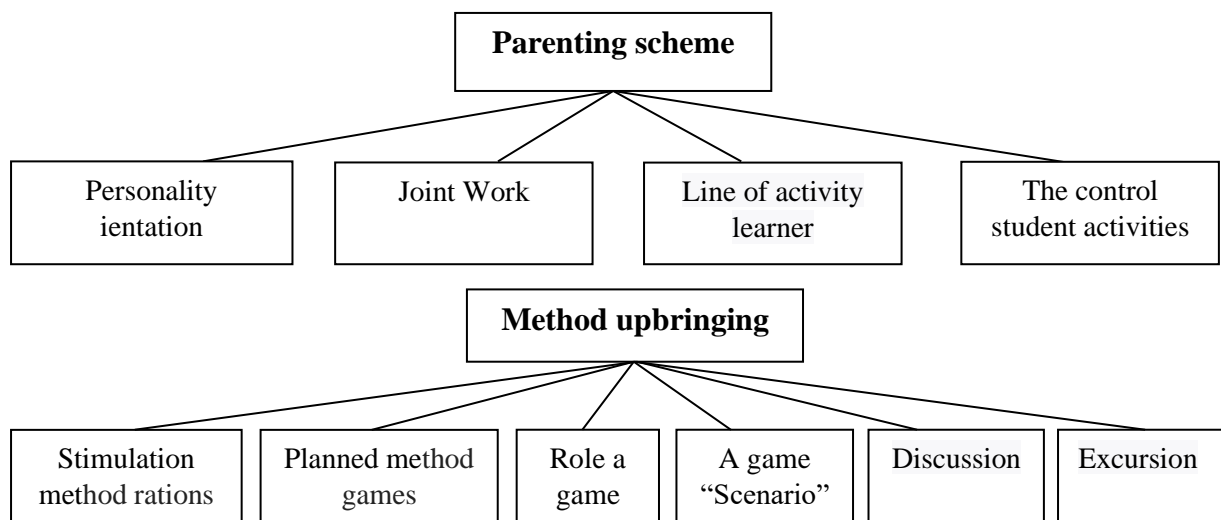 Parenting scheme
Personality
ientation
Joint Work
Line of activity
learner
The control
student activities
Method upbringing
Stimulation
method rations
Planned method
games
Role a
game
A game
“Scenario”
Discussion
Excursion